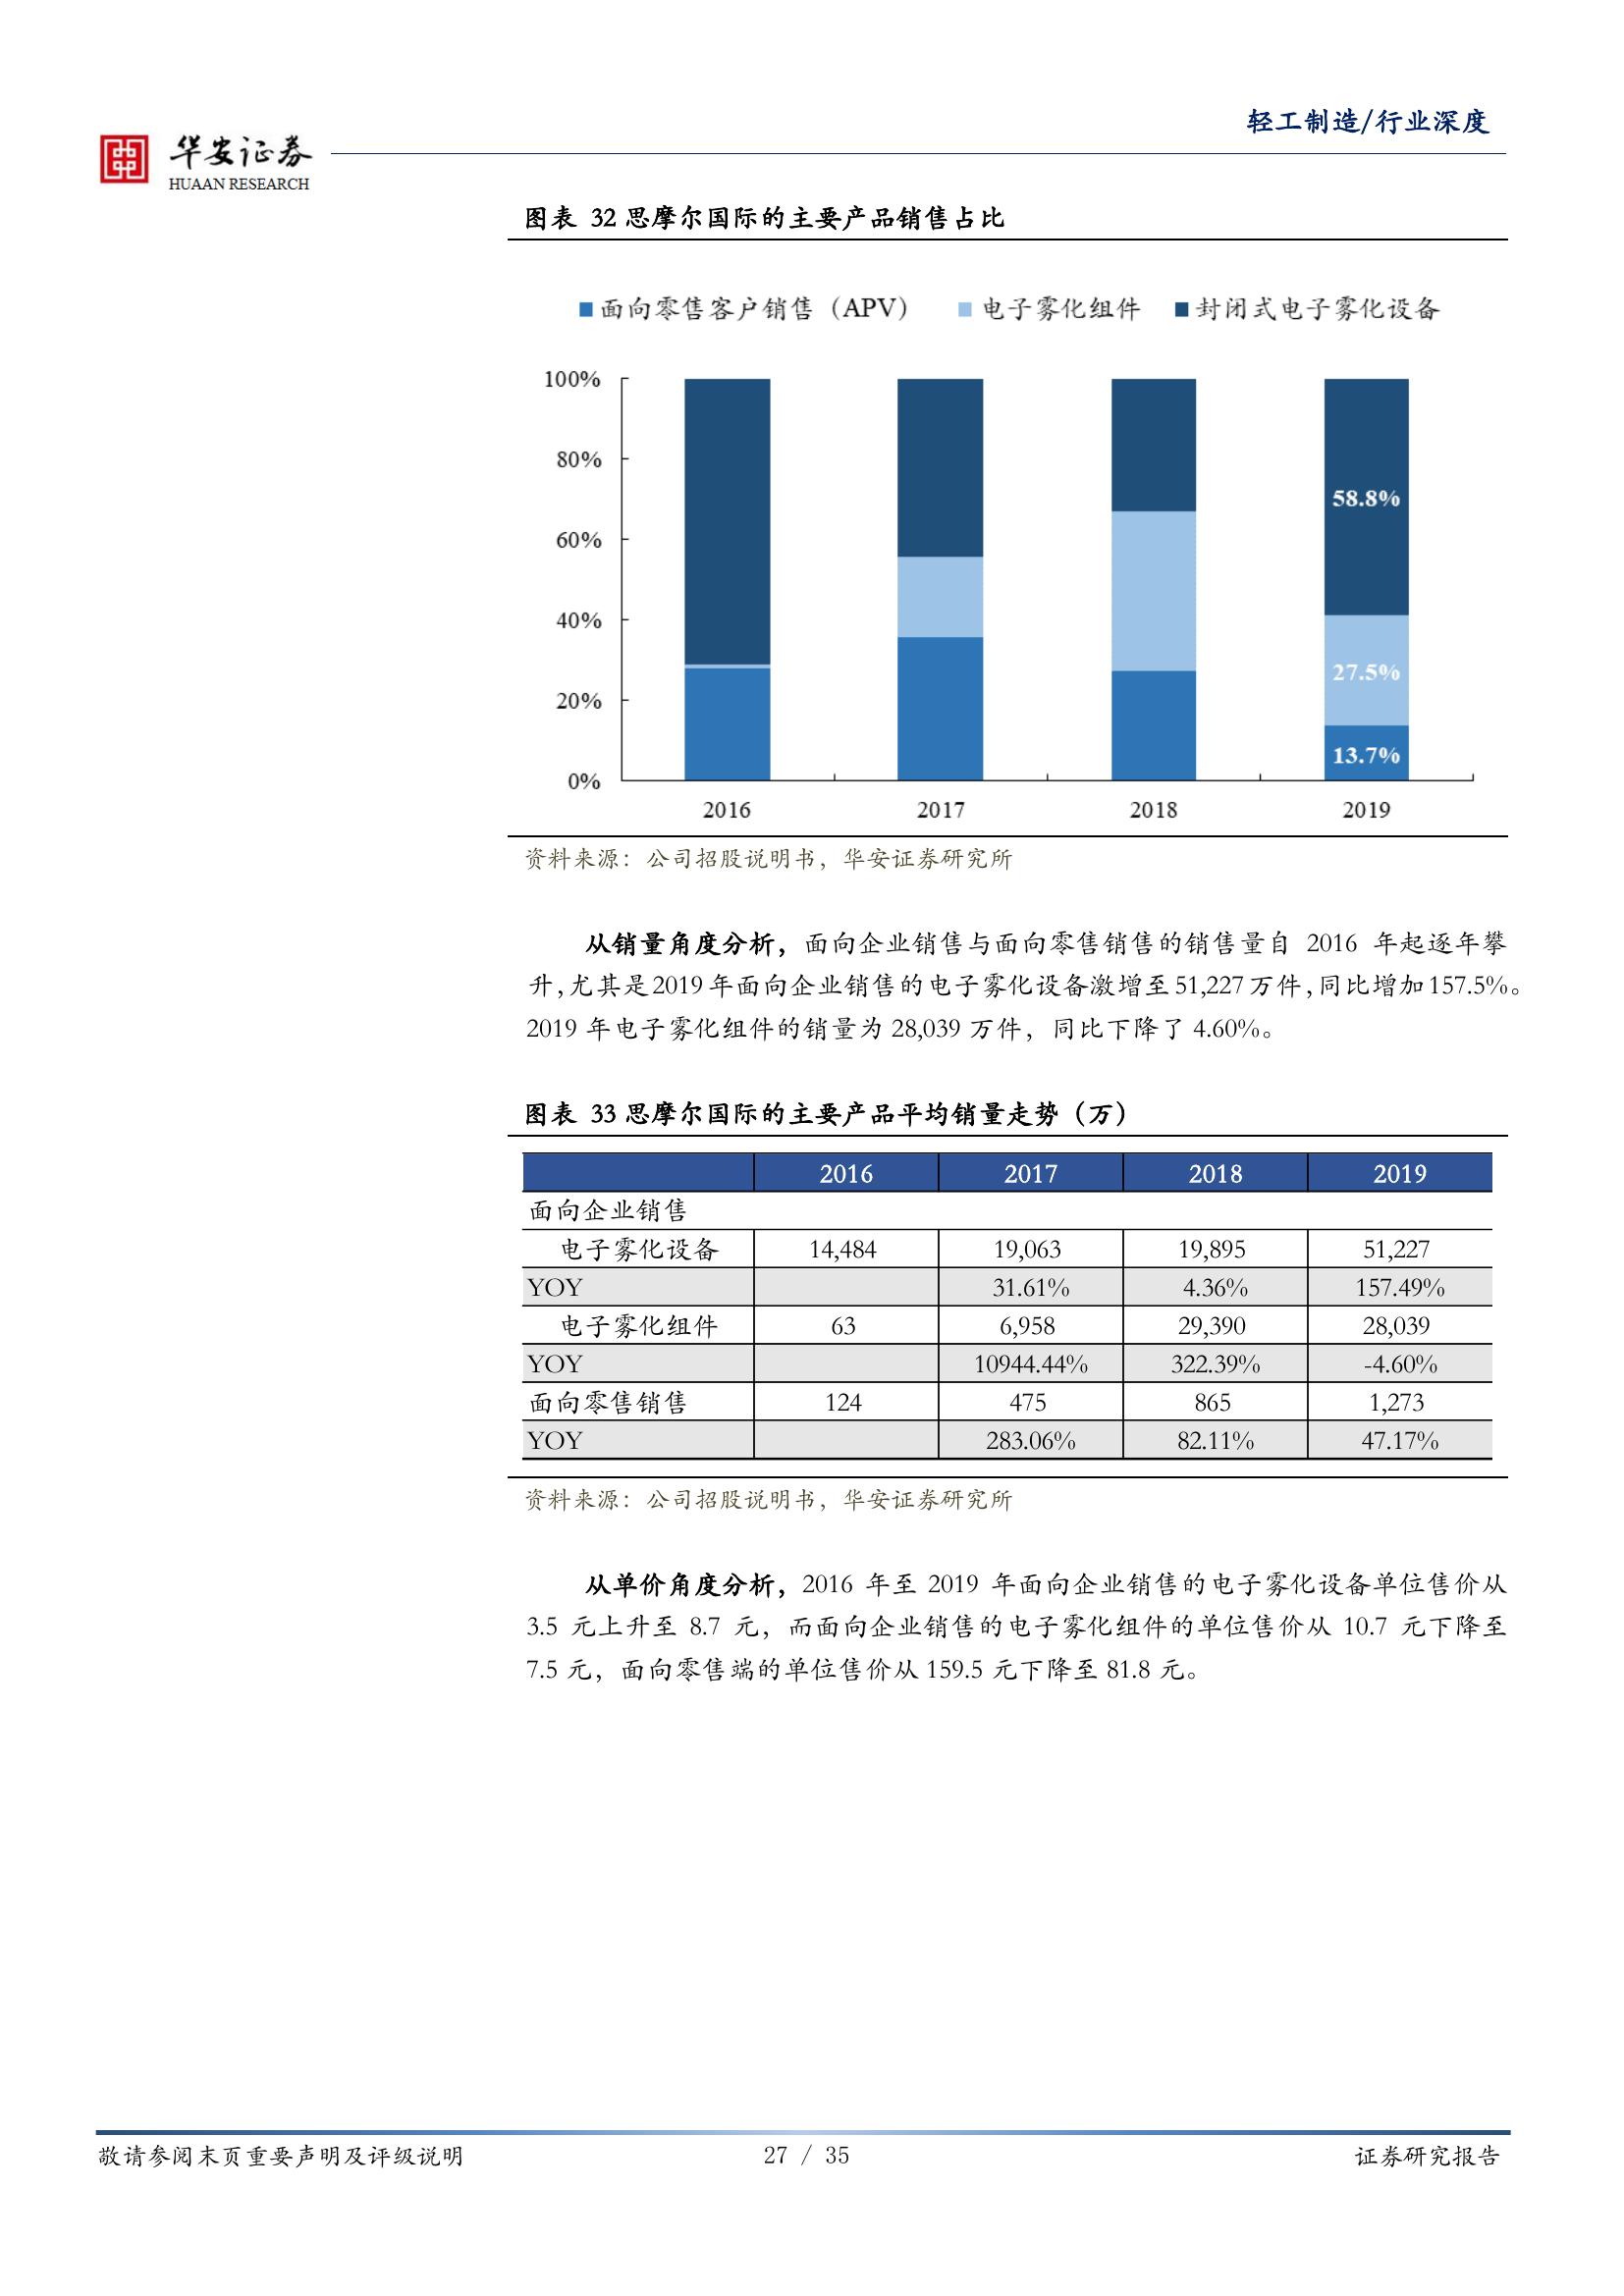 轻工制造/行业深度
华安证券
HUAAN RESEARCH
图表 32 思摩尔国际的主要产品销售占比
面向零售客户销售（APV） 电子雾化组件 封闭式电子雾化设备
100%
80%
60%
40%
20%
0%
58.8%
27.5%
13.7%
2016 2017 2018 2019
资料来源：公司招股说明书，华安证券研究所
从销量角度分析，面向企业销售与面向零售销售的销售量自 2016 年起逐年攀
升，尤其是 2019 年面向企业销售的电子雾化设备激增至 51,227 万件，同比增加 157.5%。
2019 年电子雾化组件的销量为 28,039 万件，同比下降了 4.60%。
图表 33 思摩尔国际的主要产品平均销量走势（万）
2016 2017 2018 2019
面向企业销售
电子雾化设备 14,484 19,063 19,895 51,227
YOY 31.61% 4.36% 157.49%
电子雾化组件 63 6,958 29,390 28,039
YOY 10944.44% 322.39% -4.60%
面向零售销售 124 475 865 1,273
YOY 283.06% 82.11% 47.17%
资料来源：公司招股说明书，华安证券研究所
从单价角度分析，2016 年至 2019 年面向企业销售的电子雾化设备单位售价从
3.5 元上升至 8.7 元，而面向企业销售的电子雾化组件的单位售价从 10.7 元下降至
7.5 元，面向零售端的单位售价从 159.5 元下降至 81.8 元。
敬请参阅末页重要声明及评级说明 27 / 35 证券研究报告